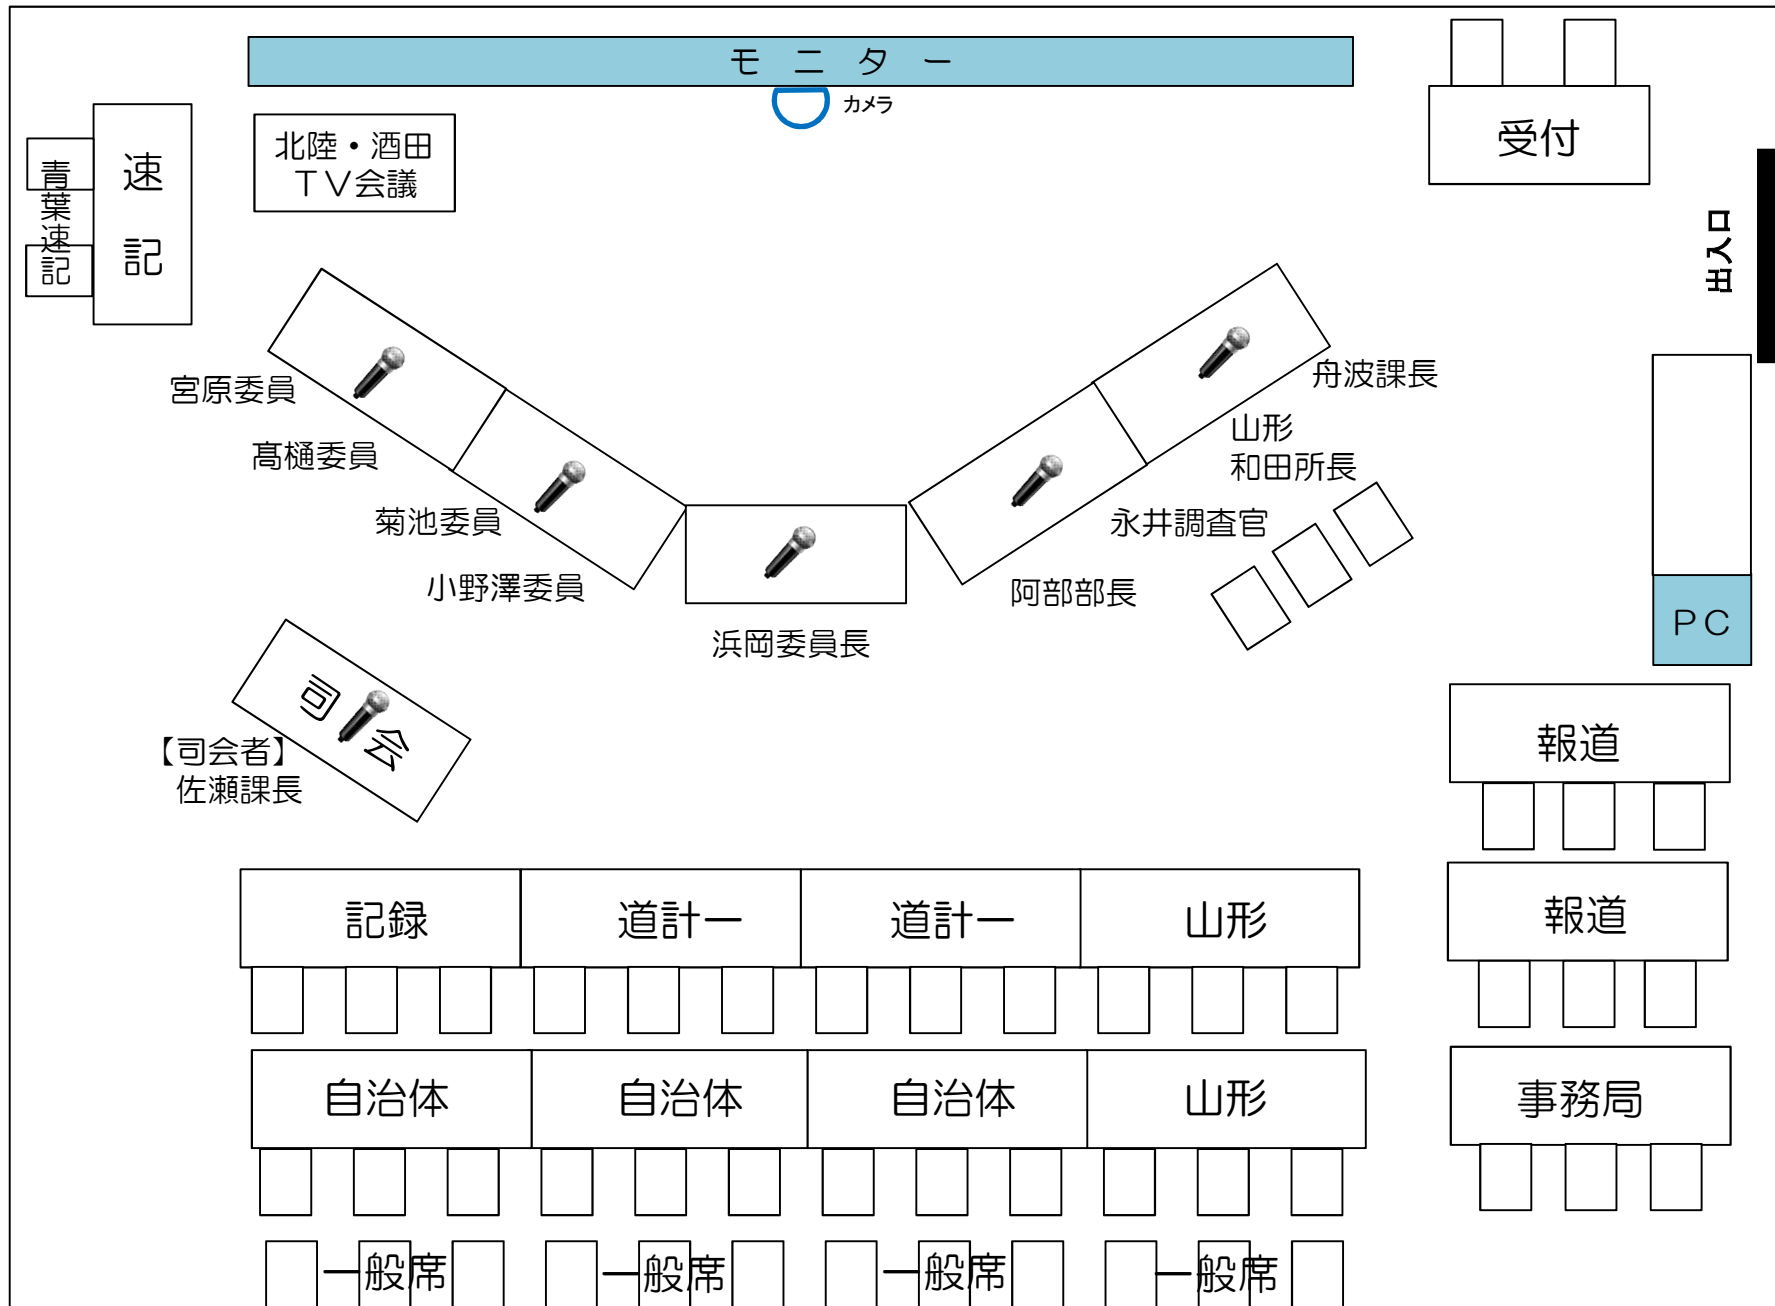 モニター
カメラ
受付
北陸・酒田
TV会議
速記
青葉速記
出入口
宮原委員
髙樋委員
菊池委員
小野澤委員
浜岡委員長
阿部部長
永井調査官
山形
和田所長
舟波課長
PC
司会
【司会者】
佐瀬課長
報道
記録
道計一
道計一
山形
報道
自治体
自治体
自治体
山形
事務局
一般席
一般席
一般席
一般席